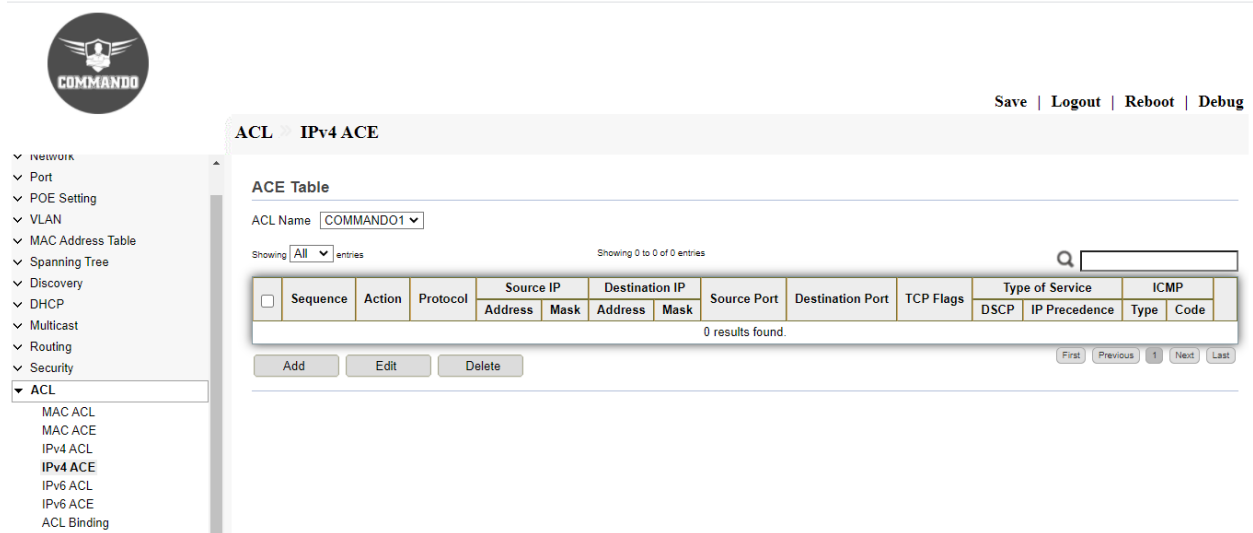 COMMANDO
Save | Logout | Reboot | Debug
ACL » IPv4 ACE
Network
Port
POE Setting
VLAN
MAC Address Table
Spanning Tree
Discovery
DHCP
Multicast
Routing
Security
ACL
MAC ACL
MAC ACE
IPv4 ACL
IPv4 ACE
IPv6 ACL
IPv6 ACE
ACL Binding
ACE Table
ACL Name COMMANDO1
Showing All entries Showing 0 to 0 of 0 entries
Source IP Destination IP Type of Service ICMP
Sequence Action Protocol Source Port Destination Port TCP Flags
Address Mask Address Mask DSCP IP Precedence Type Code
0 results found.
Add Edit Delete First Previous 1 Next Last